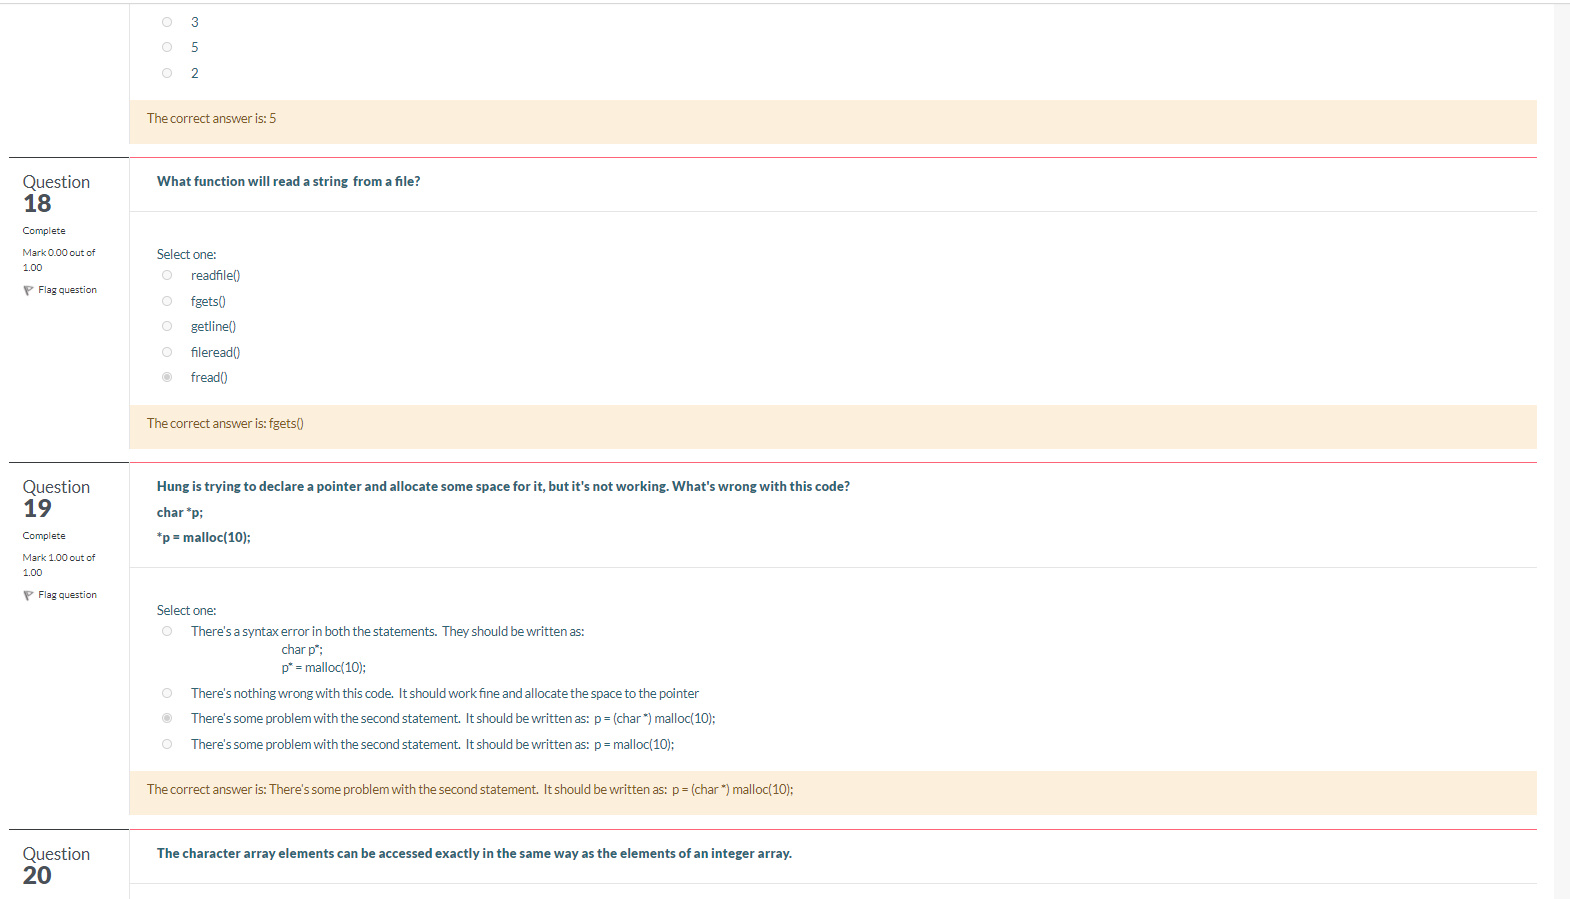 3
5
2
The correct answer is: 5
Question
18
Complete
Mark 0.00 out of
1.00
Flag question
What function will read a string from a file?
Select one:
readfile()
fgets()
getline()
fileread()
fread()
The correct answer is: fgets()
Question
19
Complete
Mark 1.00 out of
1.00
Flag question
Hung is trying to declare a pointer and allocate some space for it, but it's not working. What's wrong with this code?
char *p;
*p = malloc(10);
Select one:
There's a syntax error in both the statements. They should be written as:
char p*;
p* = malloc(10);
There's nothing wrong with this code. It should work fine and allocate the space to the pointer
There's some problem with the second statement. It should be written as: p = (char *) malloc(10);
There's some problem with the second statement. It should be written as: p = malloc(10);
The correct answer is: There's some problem with the second statement. It should be written as: p = (char *) malloc(10);
Question
20
The character array elements can be accessed exactly in the same way as the elements of an integer array.